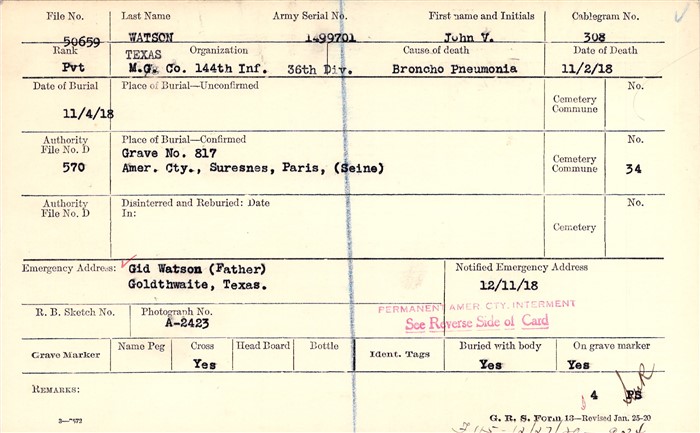 File No. Last Name Army Serial No. First name and Initials Cablegram No.
50659 WATSON 1499701 John V. 308
Rank TEXAS Organization Cause of death Date of Death
Pvt M.G. Co. 144th Inf. 36th Div. Broncho Pneumonia 11/2/18
Date of Burial Place of Burial—Unconfirmed No.
11/4/18 Cemetery
Commune
Authority Place of Burial—Confirmed No.
File No. D Grave No. 817 Cemetery
570 Amer. Cty., Suresnes, Paris, (Seine) Commune 34
Authority Disinterred and Reburied: Date No.
File No. D In:
Cemetery
Emergency Address: Gid Watson (Father) Notified Emergency Address
Goldthwaite, Texas. 12/11/18
R. B. Sketch No. Photograph No. PERMANENT AMER. CTY. INTERMENT
A-2423 See Reverse Side of Card
Grave Marker Name Peg Cross Head Board Bottle Ident. Tags Buried with body On grave marker
Yes Yes Yes
REMARKS: 4 PS
G. R. S. Form 13—Revised Jan. 25-20